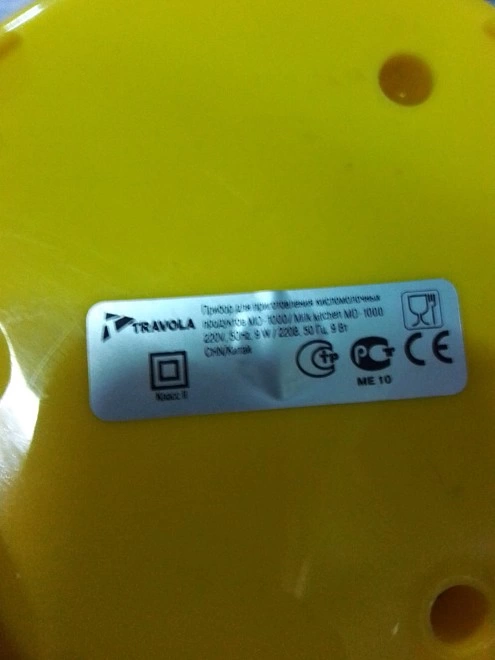 TRAVOLA
Прибор для приготовления кисломолочных
продуктов MD-1000/ Milk kitchen MD-1000
220V, 50Hz, 9 W / 220В, 50 Гц, 9 Вт
CHN/Китай
Класс II
ME 10
CE